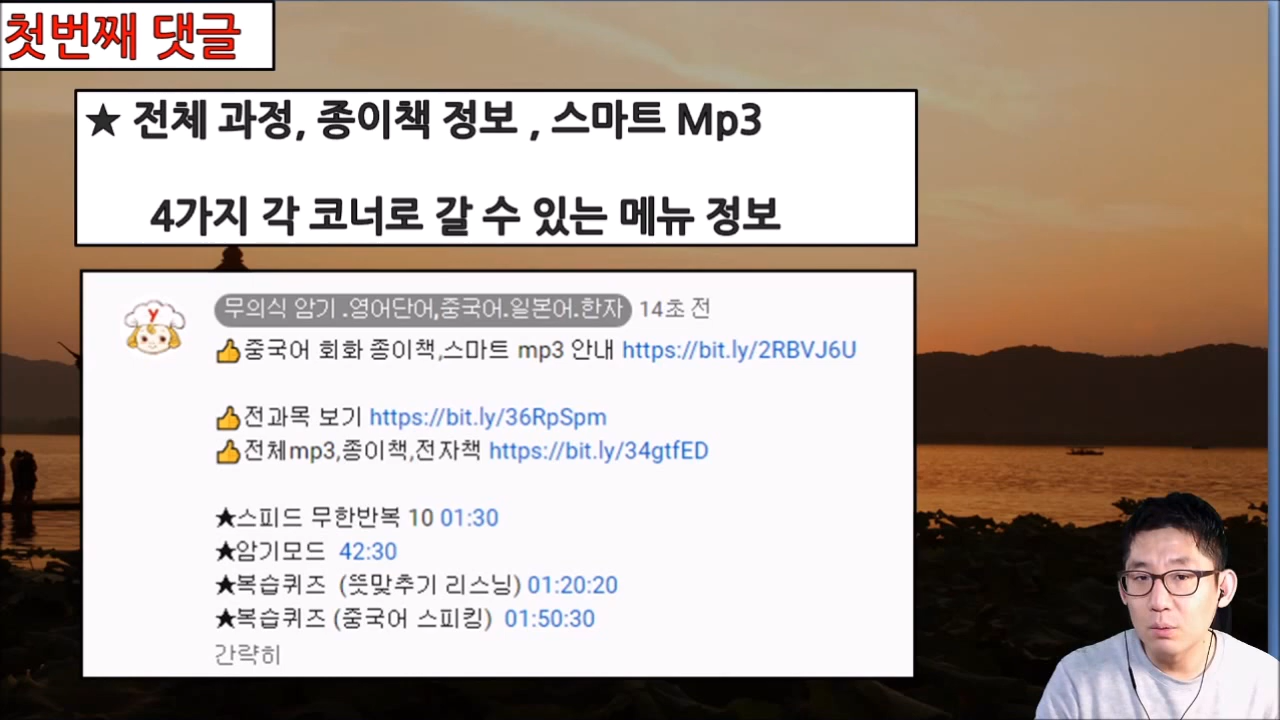 첫번째 댓글
★ 전체 과정, 종이책 정보 , 스마트 Mp3
4가지 각 코너로 갈 수 있는 메뉴 정보
무의식 암기 .영어단어,중국어.일본어.한자 14초 전
👍중국어 회화 종이책,스마트 mp3 안내 https://bit.ly/2RBVJ6U
👍전과목 보기 https://bit.ly/36RpSpm
👍전체mp3,종이책,전자책 https://bit.ly/34gtfED
★스피드 무한반복 10 01:30
★암기모드 42:30
★복습퀴즈 (뜻맞추기 리스닝) 01:20:20
★복습퀴즈 (중국어 스피킹) 01:50:30
간략히